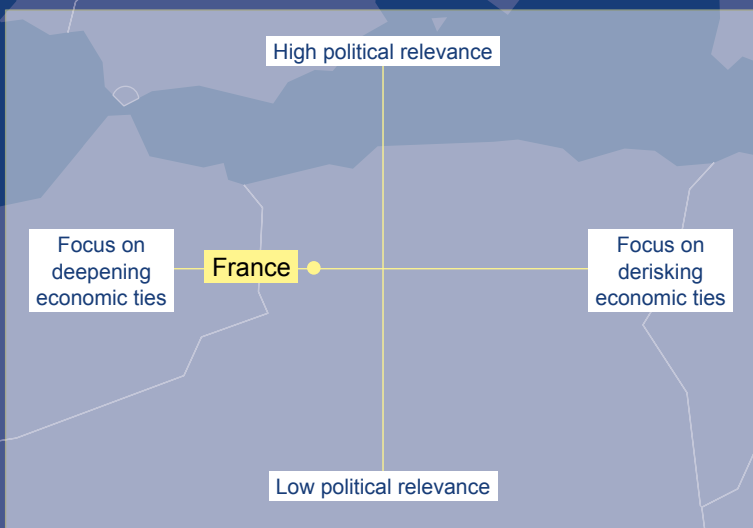 High political relevance
Focus on
deepening
economic ties
France
Focus on
derisking
economic ties
Low political relevance